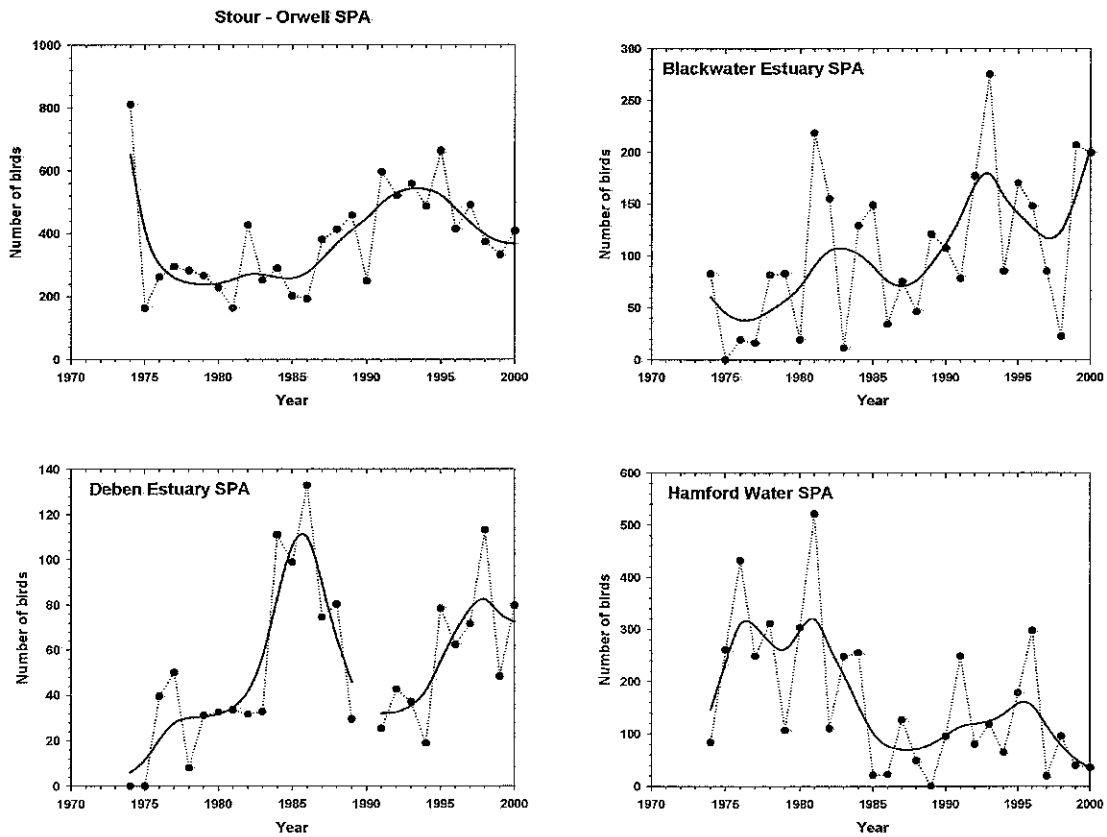 Stour - Orwell SPA
1000
800
600
400
200
0
Number of birds
1970 1975 1980 1985 1990 1995 2000
Year
Blackwater Estuary SPA
300
250
200
150
100
50
0
Number of birds
1970 1975 1980 1985 1990 1995 2000
Year
Deben Estuary SPA
140
120
100
80
60
40
20
0
Number of birds
1970 1975 1980 1985 1990 1995 2000
Year
Hamford Water SPA
600
500
400
300
200
100
0
Number of birds
1970 1975 1980 1985 1990 1995 2000
Year